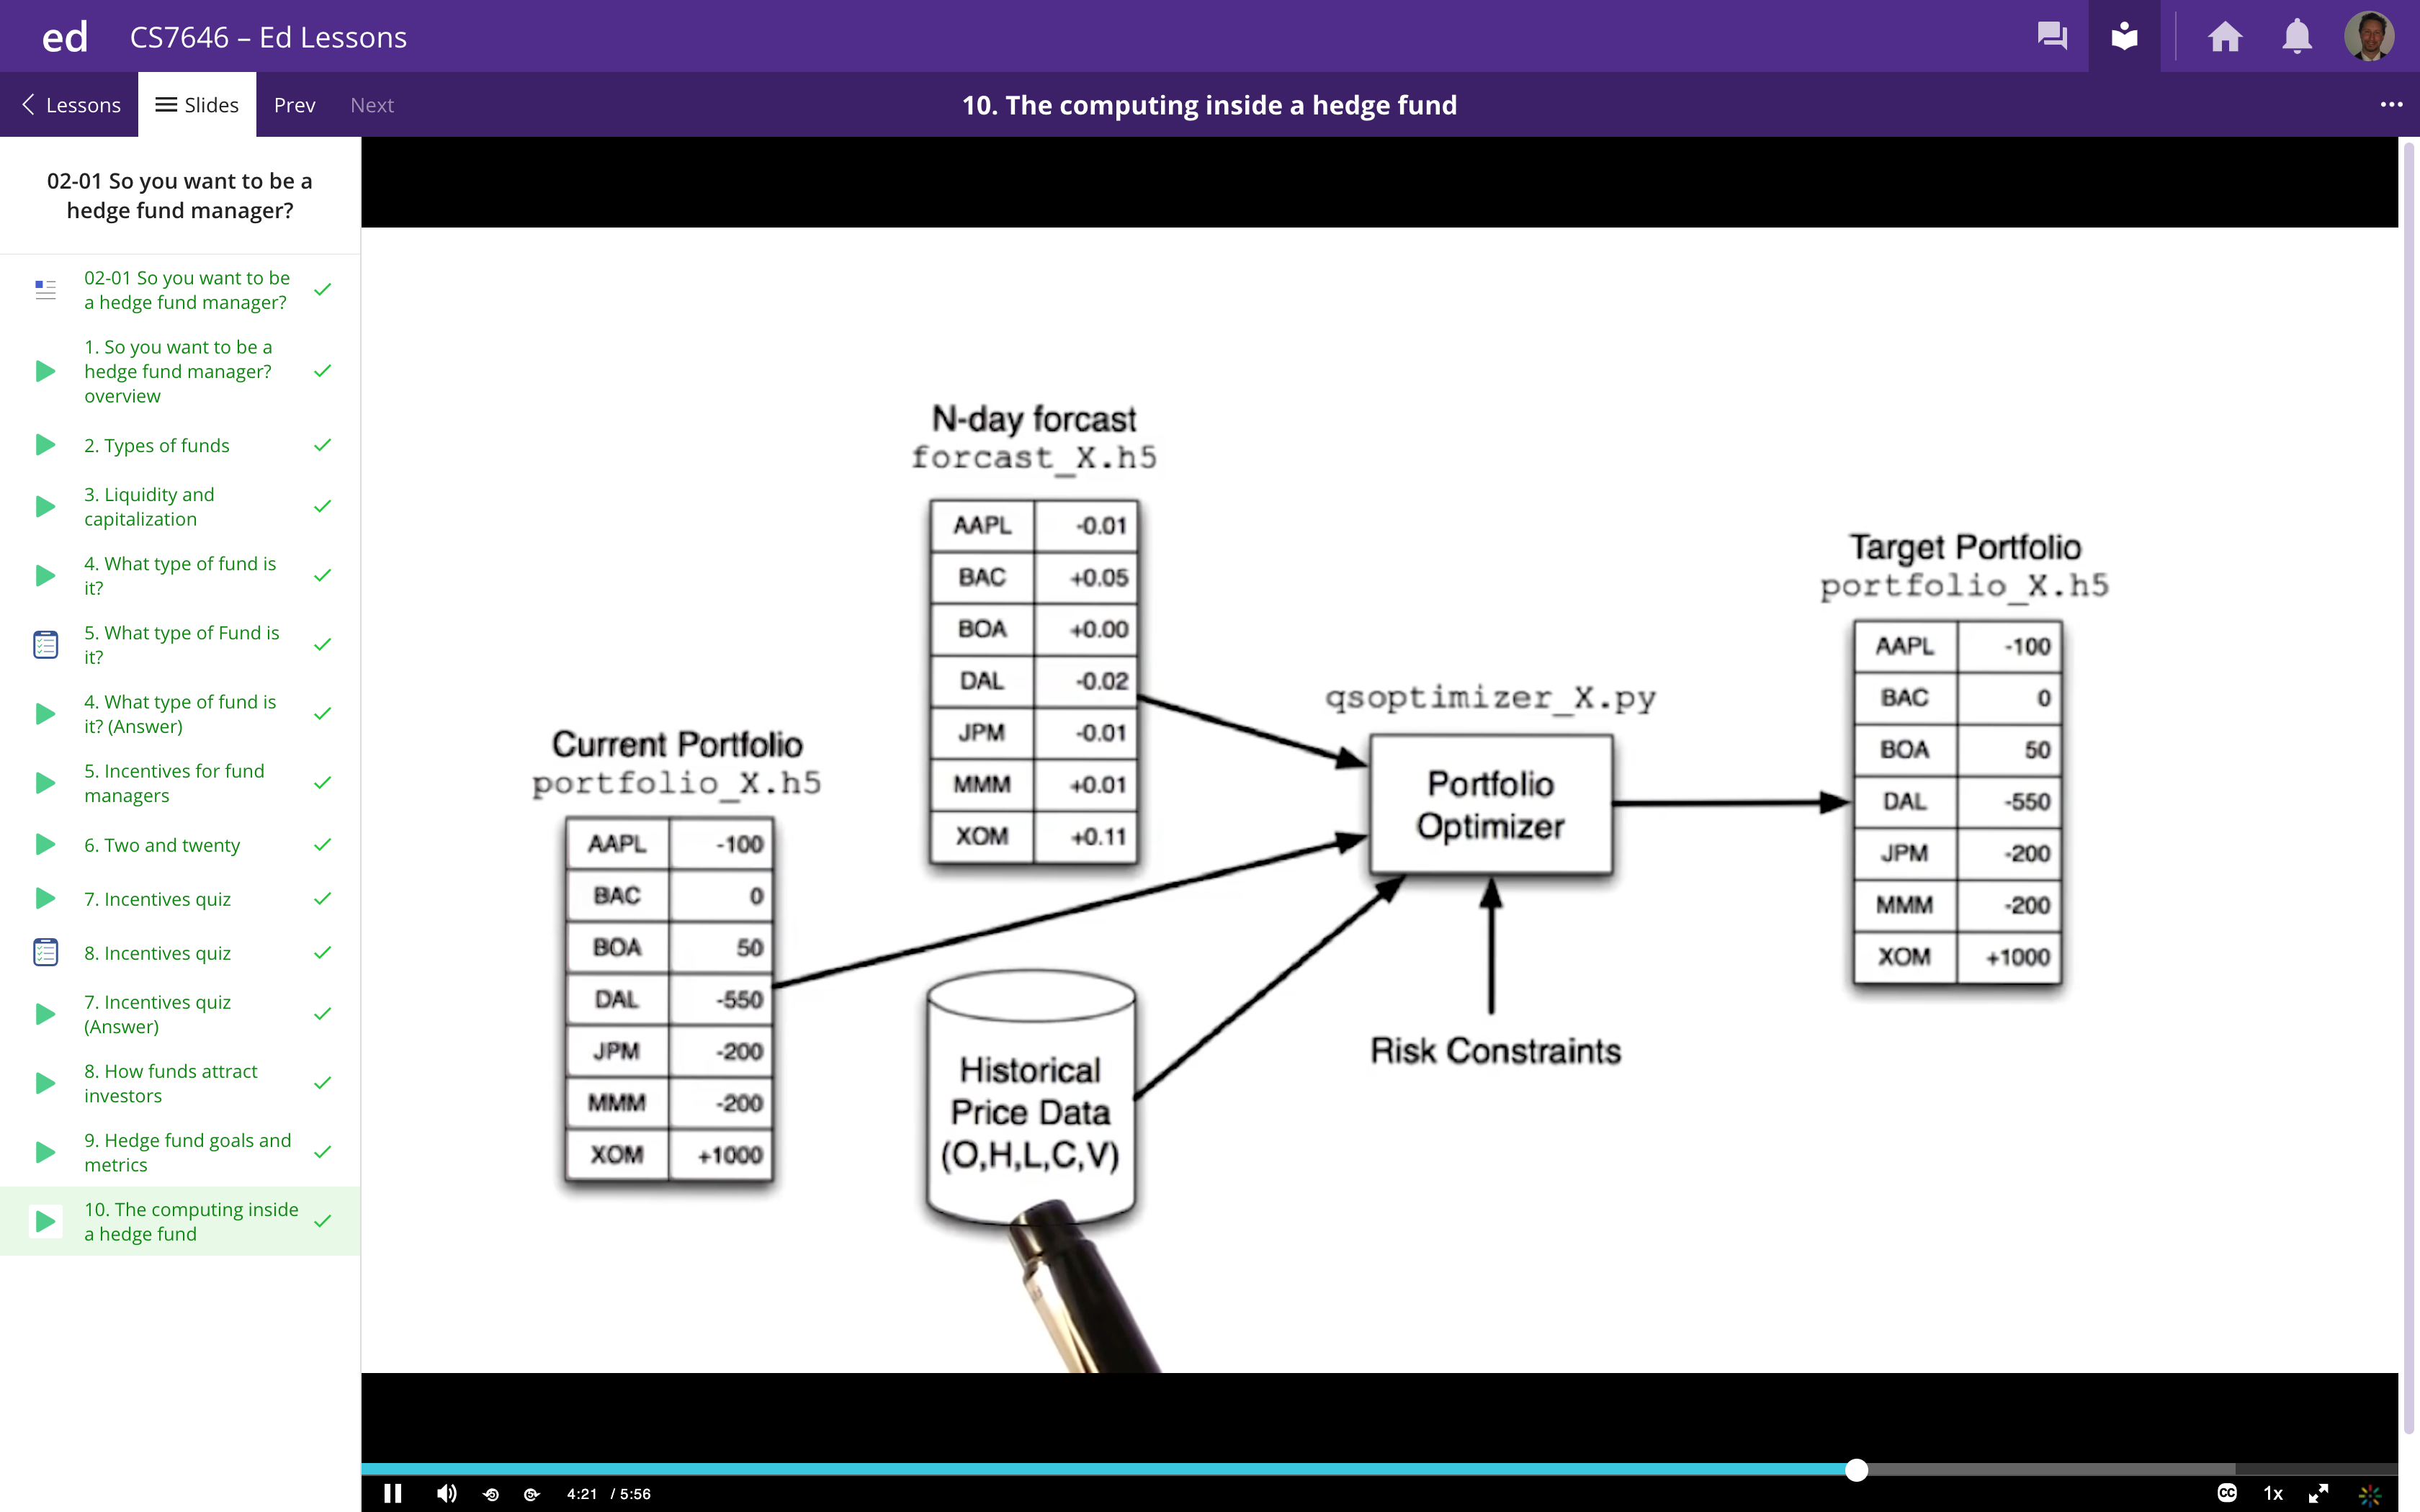 ed
CS7646 – Ed Lessons
Lessons
Slides
Prev
Next
10. The computing inside a hedge fund
02-01 So you want to be a
hedge fund manager?
02-01 So you want to be
a hedge fund manager?
1. So you want to be a
hedge fund manager?
overview
2. Types of funds
3. Liquidity and
capitalization
4. What type of fund is
it?
5. What type of Fund is
it?
4. What type of fund is
it? (Answer)
5. Incentives for fund
managers
6. Two and twenty
7. Incentives quiz
8. Incentives quiz
7. Incentives quiz
(Answer)
8. How funds attract
investors
9. Hedge fund goals and
metrics
10. The computing inside
a hedge fund
Current Portfolio
portfolio_X.h5
AAPL -100
BAC 0
BOA 50
DAL -550
JPM -200
MMM -200
XOM +1000
N-day forcast
forcast_X.h5
AAPL -0.01
BAC +0.05
BOA +0.00
DAL -0.02
JPM -0.01
MMM +0.01
XOM +0.11
Historical
Price Data
(O,H,L,C,V)
qsoptimizer_X.py
Portfolio
Optimizer
Risk Constraints
Target Portfolio
portfolio_X.h5
AAPL -100
BAC 0
BOA 50
DAL -550
JPM -200
MMM -200
XOM +1000
4:21 / 5:56
CC
1x